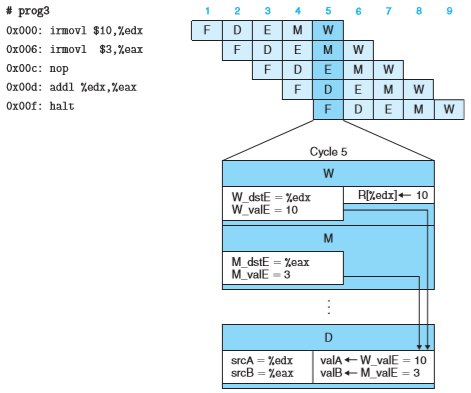 # prog3
1 2 3 4 5 6 7 8 9
0x000: irmovl $10,%edx F D E M W
0x006: irmovl $3,%eax F D E M W
0x00c: nop F D E M W
0x00d: addl %edx,%eax F D E M W
0x00f: halt F D E M W
Cycle 5
W
W_dstE = %edx R[%edx]← 10
W_valE = 10
M
M_dstE = %eax
M_valE = 3
⋮
D
srcA = %edx valA ← W_valE = 10
srcB = %eax valB ← M_valE = 3